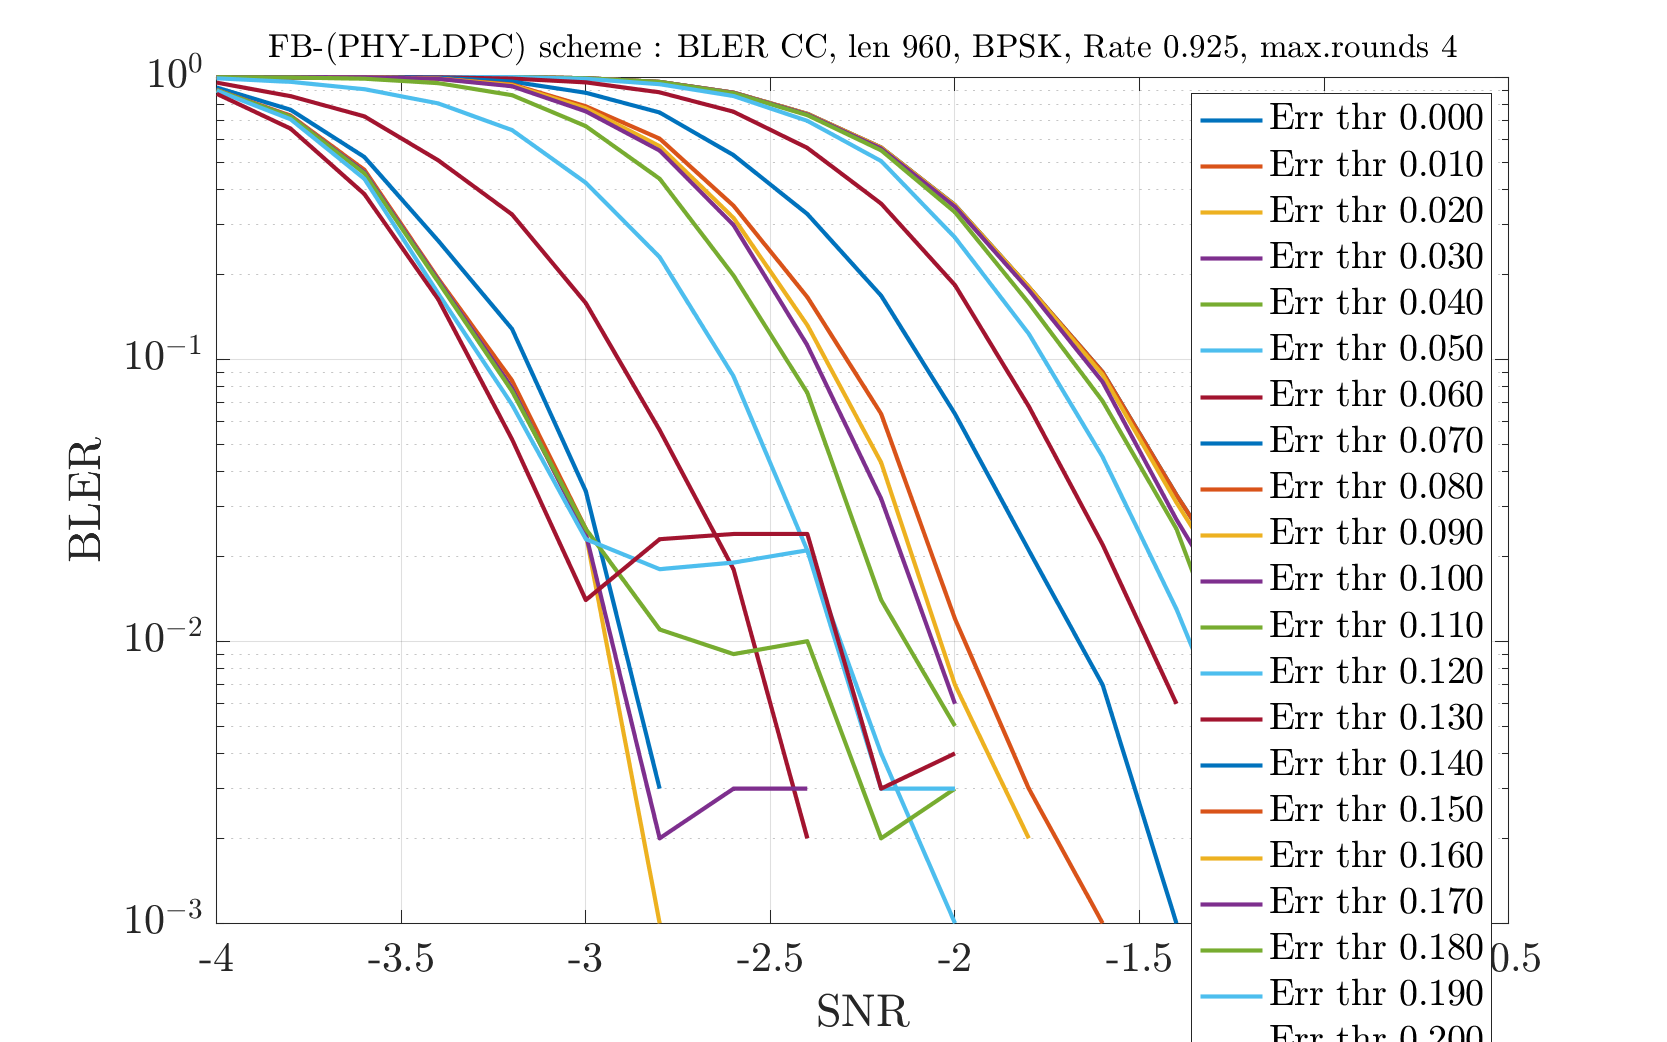 FB-(PHY-LDPC) scheme : BLER CC, len 960, BPSK, Rate 0.925, max.rounds 4
10^0
10^−1
10^−2
10^−3
BLER
-4 -3.5 -3 -2.5 -2 -1.5 0.5
SNR
Err thr 0.000
Err thr 0.010
Err thr 0.020
Err thr 0.030
Err thr 0.040
Err thr 0.050
Err thr 0.060
Err thr 0.070
Err thr 0.080
Err thr 0.090
Err thr 0.100
Err thr 0.110
Err thr 0.120
Err thr 0.130
Err thr 0.140
Err thr 0.150
Err thr 0.160
Err thr 0.170
Err thr 0.180
Err thr 0.190
Err thr 0.200